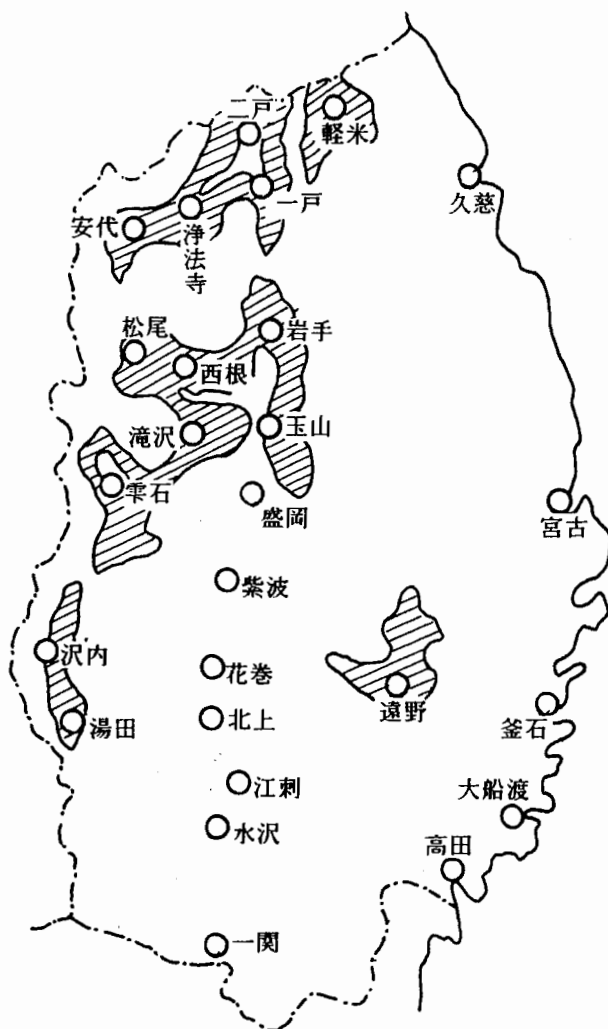 二戸
軽米
久慈
一戸
安代
浄法寺
松尾
岩手
西根
滝沢
玉山
雫石
盛岡
宮古
紫波
沢内
花巻
遠野
釜石
湯田
北上
江刺
大船渡
水沢
高田
一関